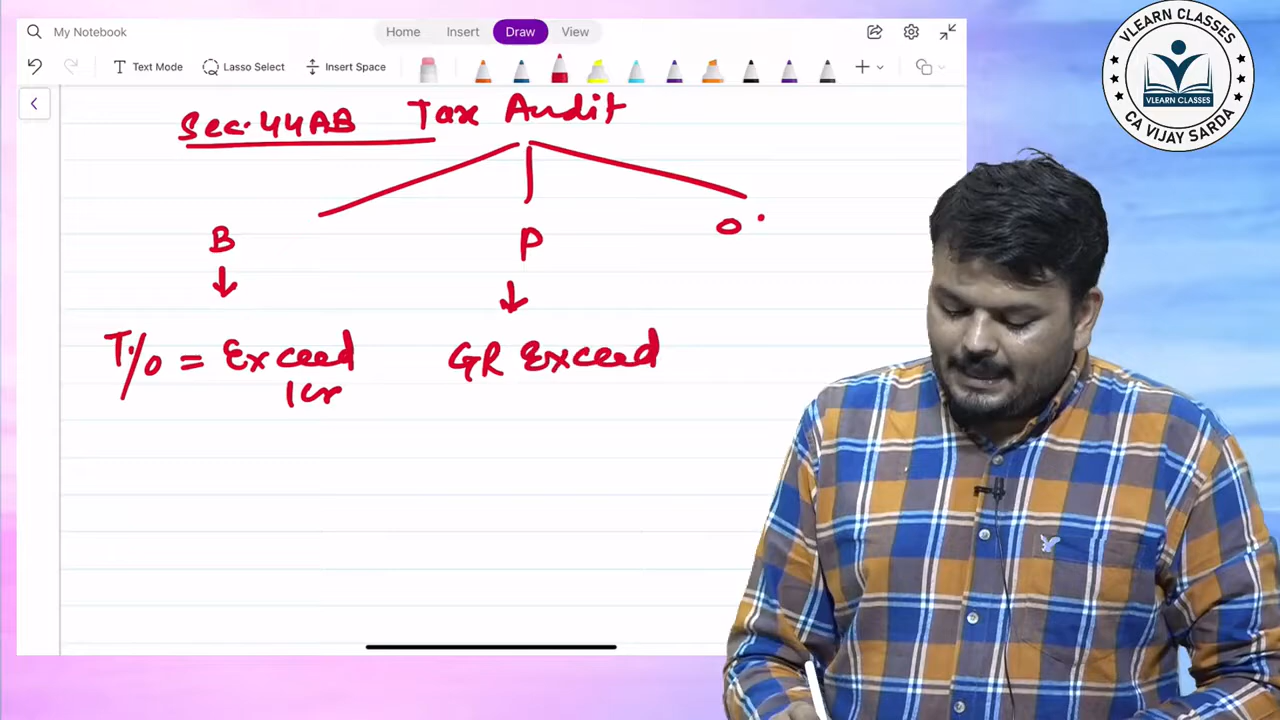 My Notebook
Home Insert Draw View
Text Mode Lasso Select Insert Space
Sec.44AB Tax Audit
B P O
T/O = Exceed 1cr
GR Exceed
VLEARN CLASSES
VLEARN CLASSES
CA VIJAY SARDA